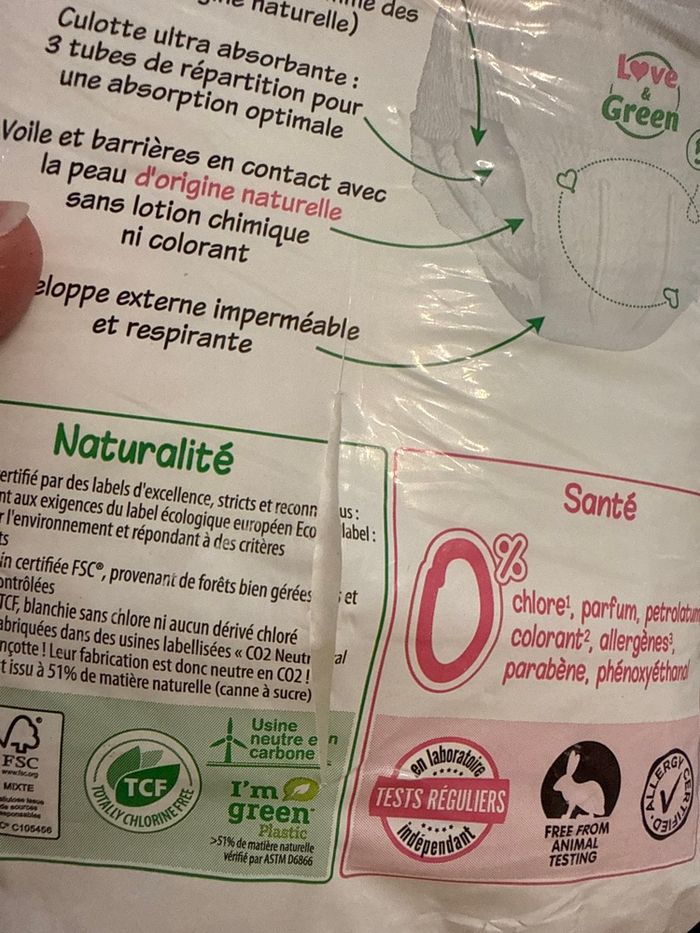 naturelle)
des
Culotte ultra absorbante :
3 tubes de répartition pour
une absorption optimale
Voile et barrières en contact avec
la peau d'origine naturelle
sans lotion chimique
ni colorant
eloppe externe imperméable
et respirante
Love
&
Green
Naturalité
ertifié par des labels d'excellence, stricts et reconn us :
nt aux exigences du label écologique européen Eco label :
r l'environnement et répondant à des critères
ts
in certifiée FSC®, provenant de forêts bien gérées et
ontrôlées
TCF, blanchie sans chlore ni aucun dérivé chloré
abriquées dans des usines labellisées « CO2 Neutr al
nçotte ! Leur fabrication est donc neutre en CO2 !
t issu à 51% de matière naturelle (canne à sucre)
FSC
www.fsc.org
MIXTE
C105456
TCF
TOTALLY CHLORINE FREE
Usine
neutre e n
carbone
I'm
green™
Plastic
>51% de matière naturelle
vérifié par ASTM D6866
Santé
0%
chlore¹, parfum, petrolatum
colorant², allergènes³,
parabène, phénoxyéthanol
en laboratoire
TESTS RÉGULIERS
indépendant
FREE FROM
ANIMAL
TESTING
ALLERGY
CERTIFIED